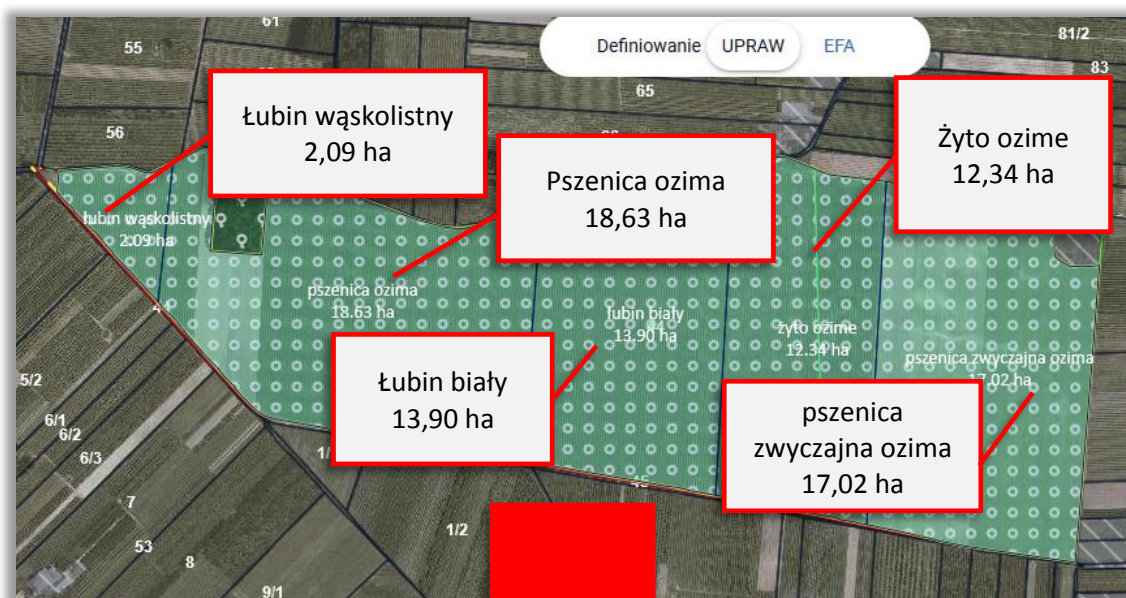 61
81/2
Definiowanie UPRAW EFA
55
83
65
Łubin wąskolistny
2,09 ha
Żyto ozime
12,34 ha
56
Pszenica ozima
18,63 ha
łubin wąskolistny
2.09 ha
pszenica ozima
18.63 ha
łubin biały
13.90 ha
żyto ozime
12.34 ha
pszenica zwyczajna ozima
17.02 ha
4
5/2
Łubin biały
13,90 ha
pszenica
zwyczajna ozima
17,02 ha
6/1
6/2
6/3
1/
45
7
1/2
53
8
9/1